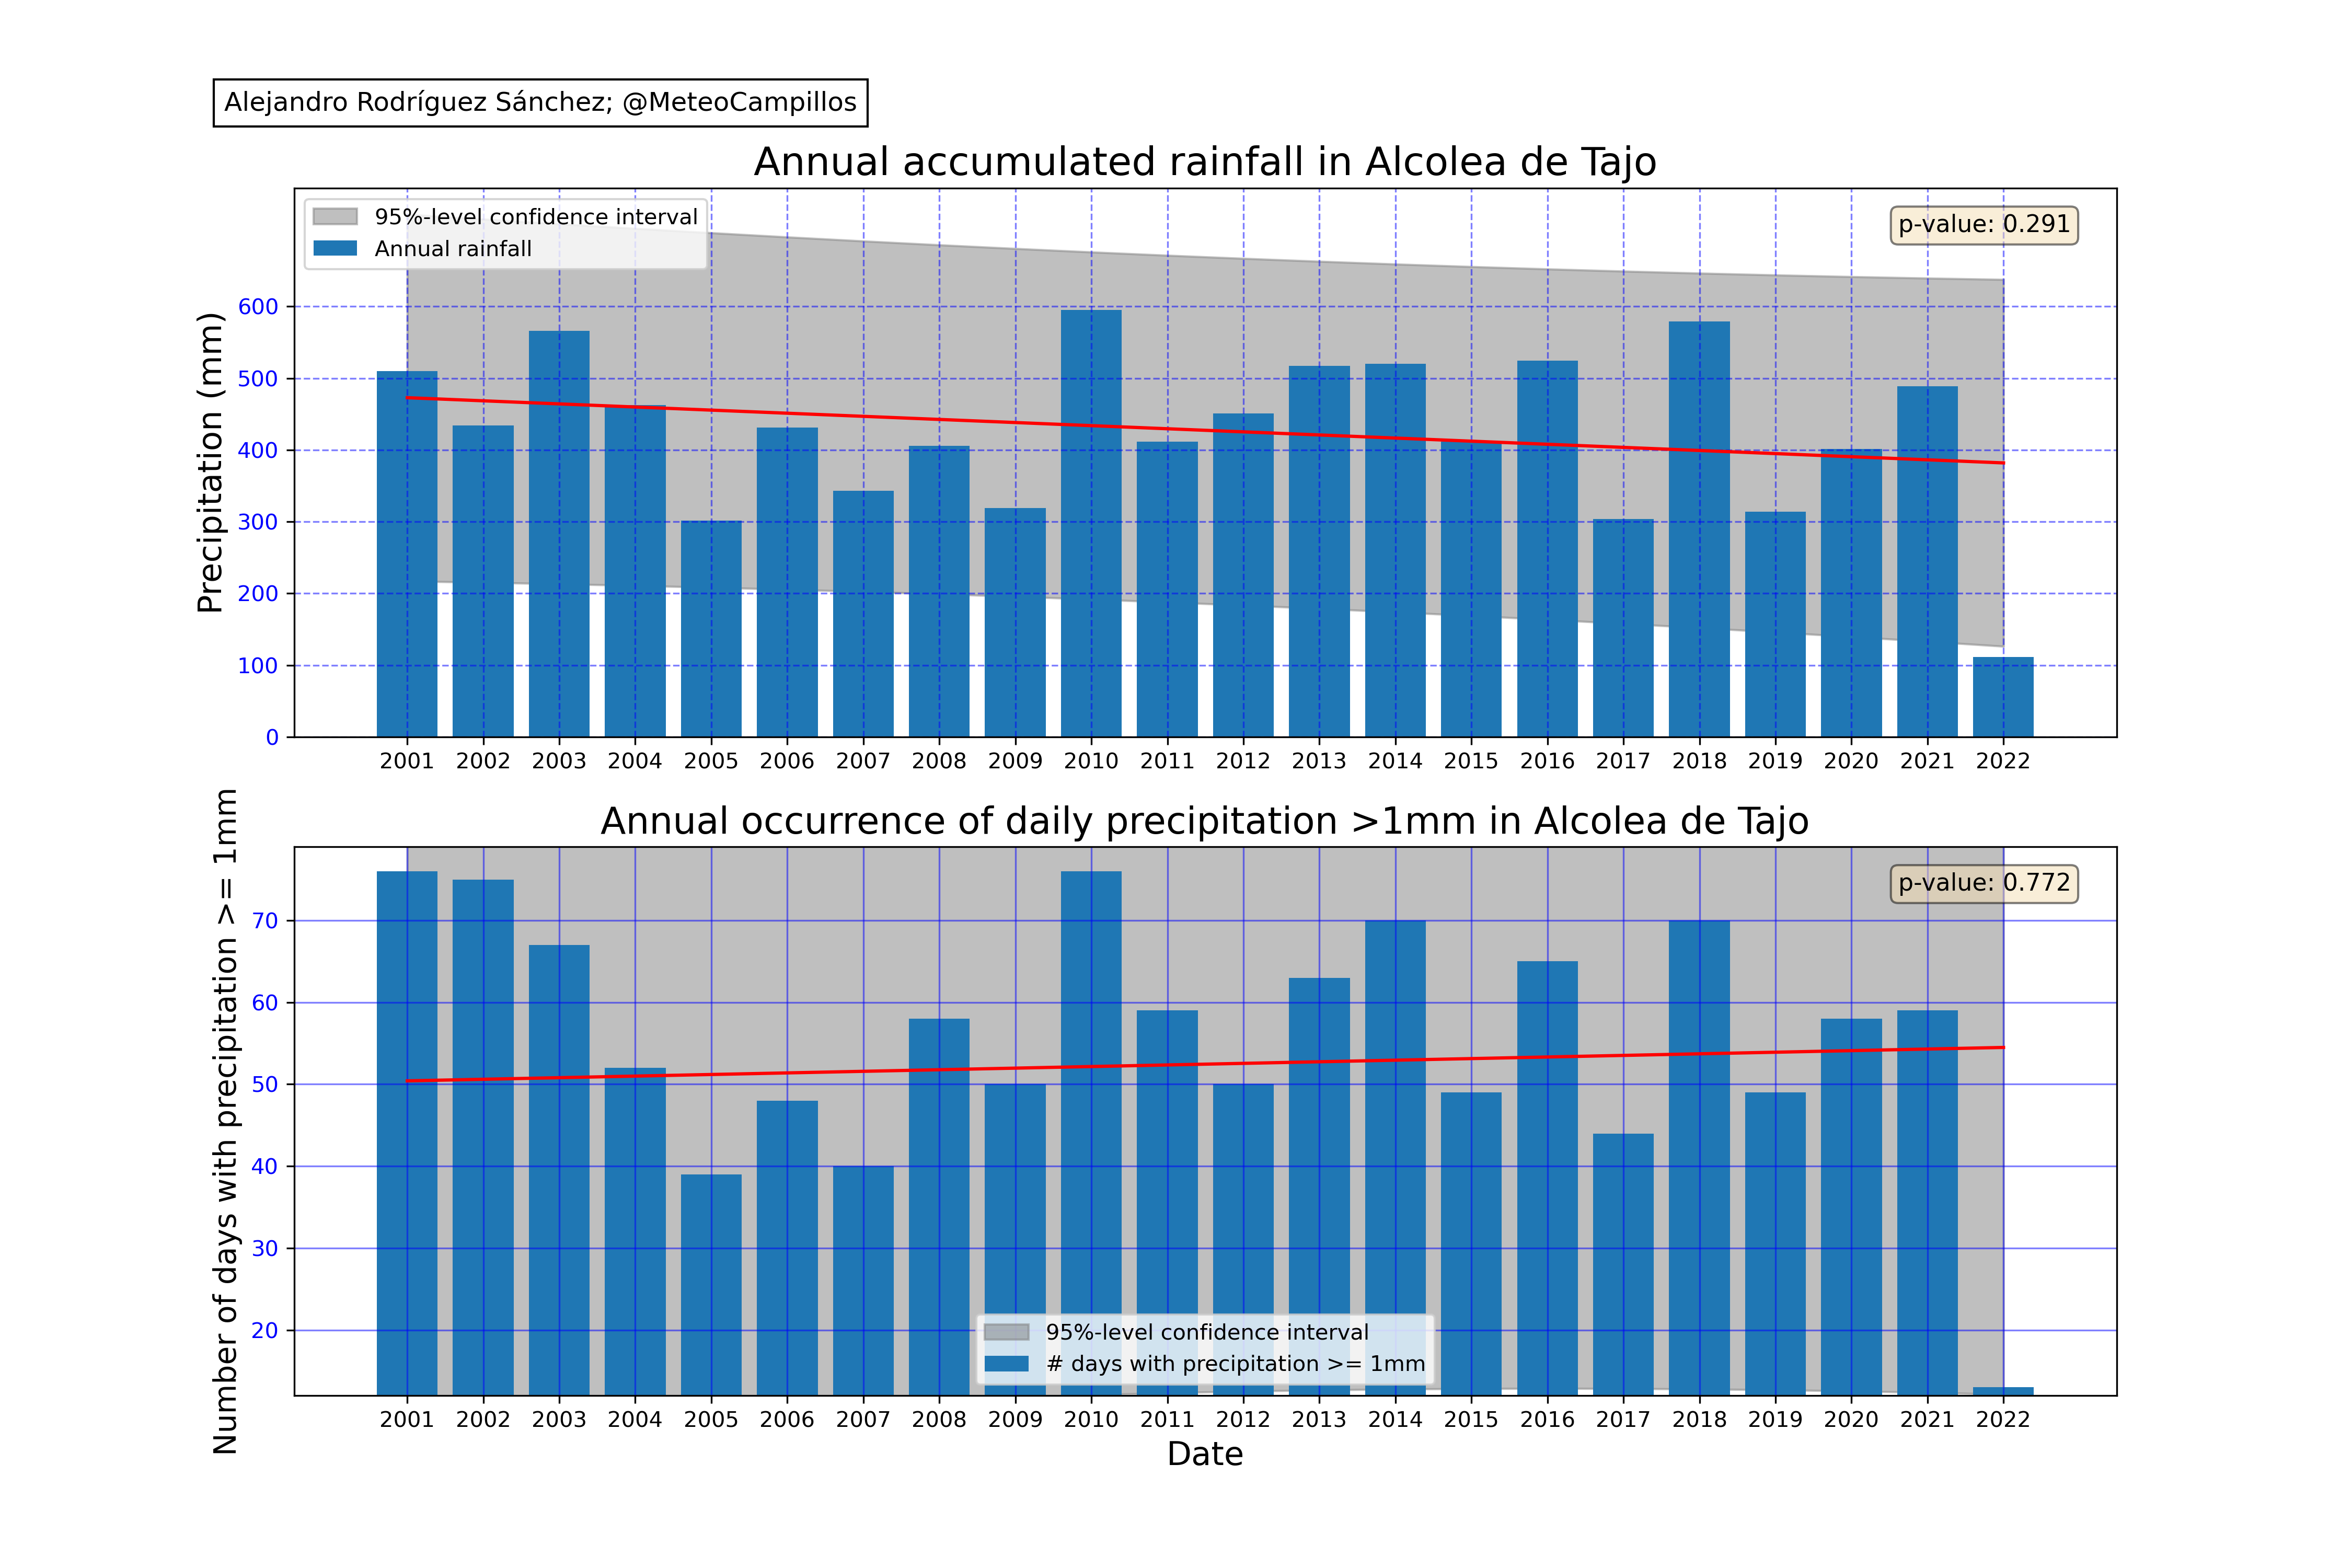 Alejandro Rodríguez Sánchez; @MeteoCampillos
Annual accumulated rainfall in Alcolea de Tajo
95%-level confidence interval
Annual rainfall
p-value: 0.291
Precipitation (mm)
600
500
400
300
200
100
0
2001 2002 2003 2004 2005 2006 2007 2008 2009 2010 2011 2012 2013 2014 2015 2016 2017 2018 2019 2020 2021 2022
Annual occurrence of daily precipitation >1mm in Alcolea de Tajo
p-value: 0.772
Number of days with precipitation >= 1mm
70
60
50
40
30
20
95%-level confidence interval
# days with precipitation >= 1mm
2001 2002 2003 2004 2005 2006 2007 2008 2009 2010 2011 2012 2013 2014 2015 2016 2017 2018 2019 2020 2021 2022
Date